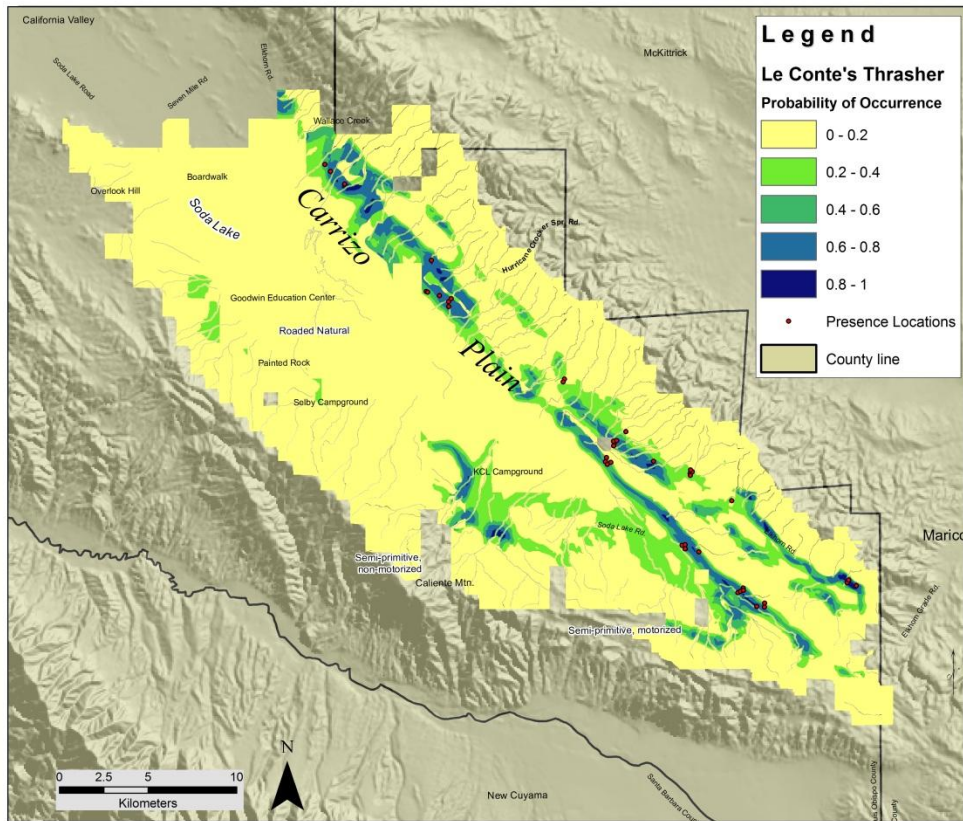 California Valley
Soda Lake Road
Seven Mile Rd
Elkhorn Rd.
McKittrick
Wallace Creek
Overlook Hill
Boardwalk
Soda Lake
Carrizo
Plain
Hurricane Crocker Spr. Rd.
Goodwin Education Center
Roaded Natural
Painted Rock
Selby Campground
KCL Campground
Soda Lake Rd.
Semi-primitive,
non-motorized
Caliente Mtn.
Semi-primitive, motorized
Elkhorn Grade Rd.
New Cuyama
N
0 2.5 5 10
Kilometers
Legend
Le Conte's Thrasher
Probability of Occurrence
0 - 0.2
0.2 - 0.4
0.4 - 0.6
0.6 - 0.8
0.8 - 1
Presence Locations
County line